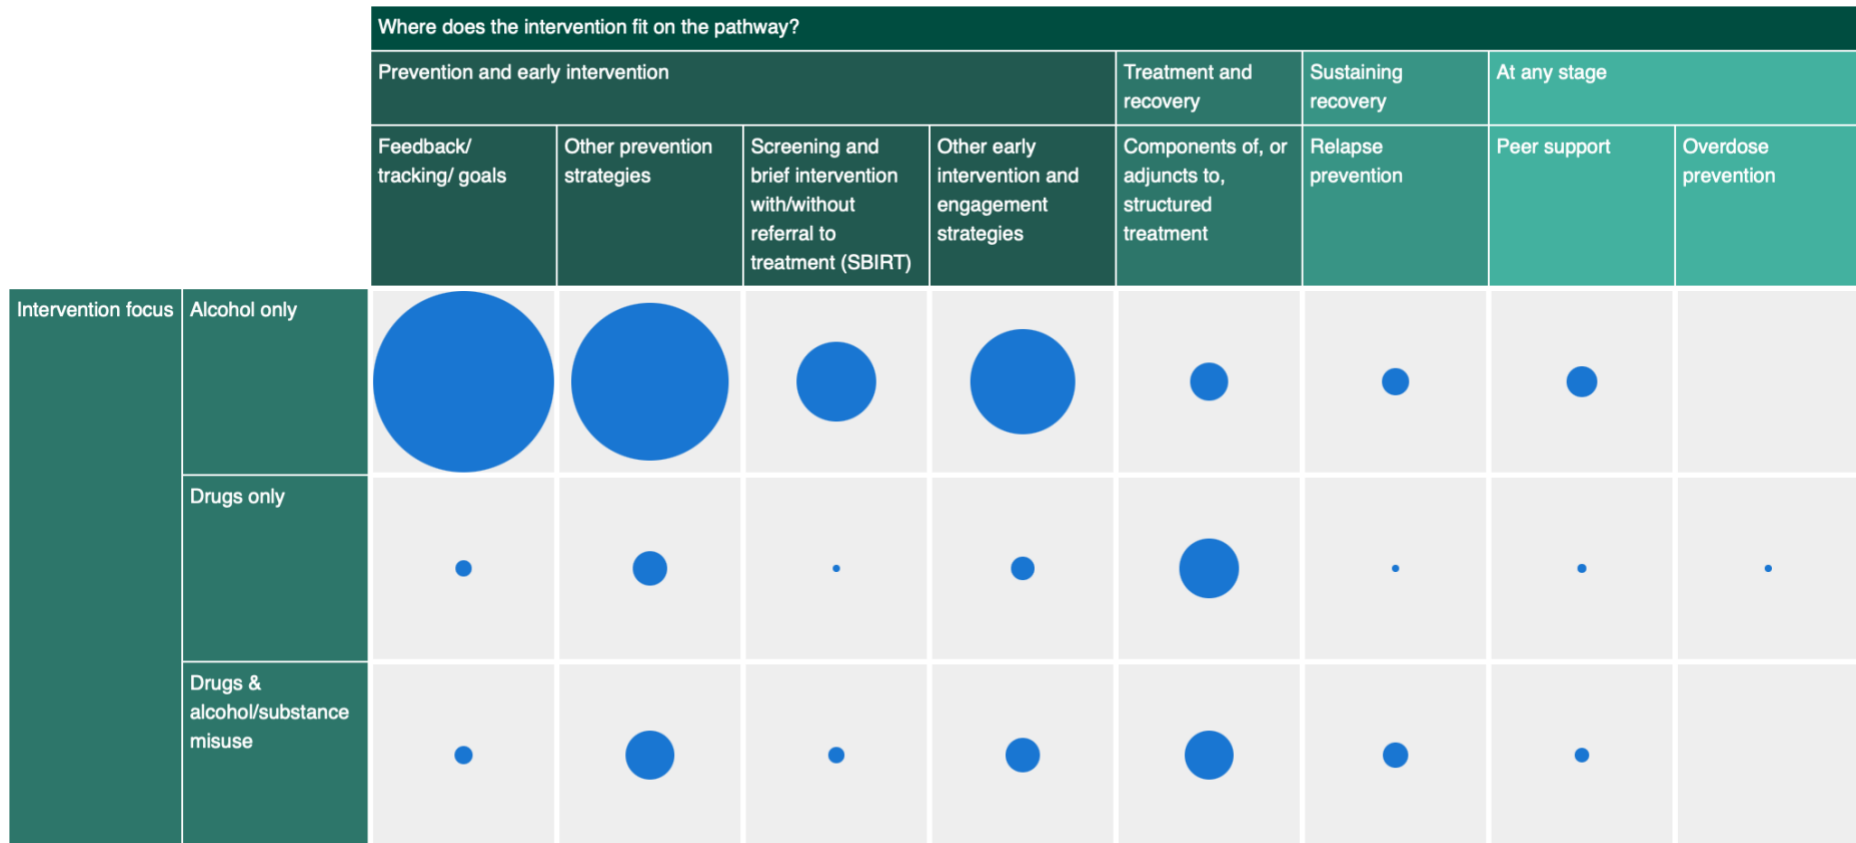 Where does the intervention fit on the pathway?
Prevention and early intervention
Treatment and
recovery
Sustaining
recovery
At any stage
Feedback/
tracking/ goals
Other prevention
strategies
Screening and
brief intervention
with/without
referral to
treatment (SBIRT)
Other early
intervention and
engagement
strategies
Components of, or
adjuncts to,
structured
treatment
Relapse
prevention
Peer support
Overdose
prevention
Intervention focus
Alcohol only
Drugs only
Drugs &
alcohol/substance
misuse